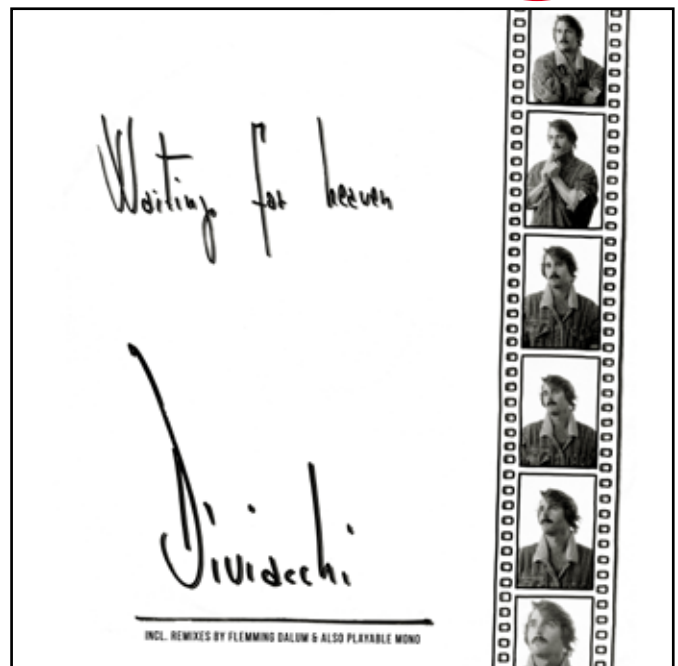 Waiting for heaven
Dividechi
INCL. REMIXES BY FLEMMING DALUM & ALSO PLAYABLE MONO